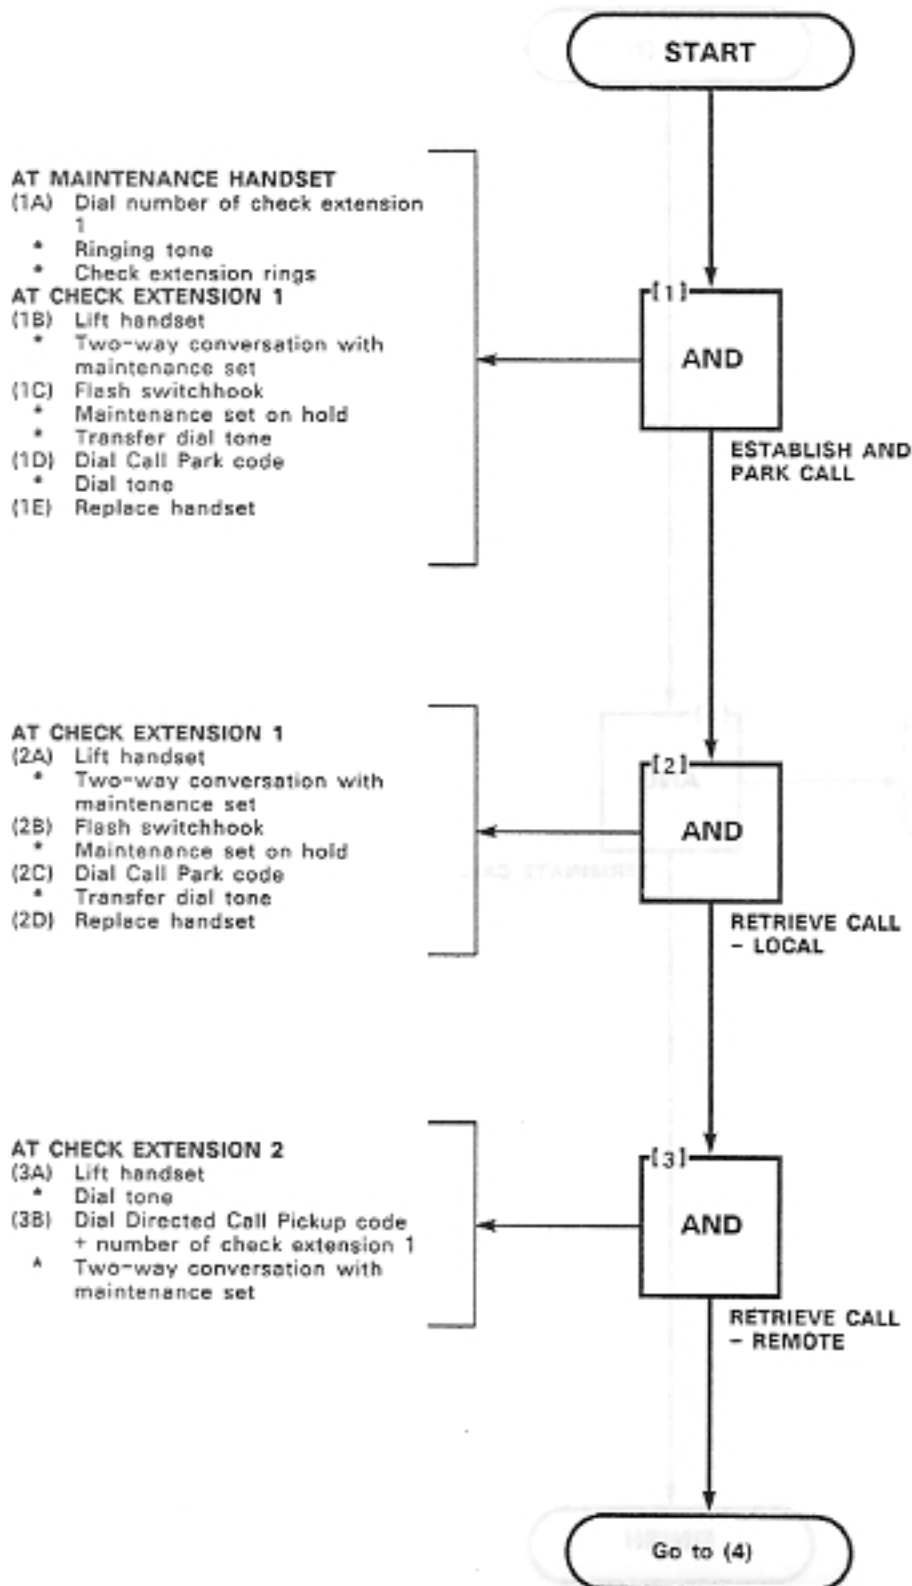 START
AT MAINTENANCE HANDSET
(1A) Dial number of check extension
1
* Ringing tone
* Check extension rings
AT CHECK EXTENSION 1
(1B) Lift handset
* Two-way conversation with
maintenance set
(1C) Flash switchhook
* Maintenance set on hold
* Transfer dial tone
(1D) Dial Call Park code
* Dial tone
(1E) Replace handset
[1]
AND
ESTABLISH AND
PARK CALL
AT CHECK EXTENSION 1
(2A) Lift handset
* Two-way conversation with
maintenance set
(2B) Flash switchhook
* Maintenance set on hold
(2C) Dial Call Park code
* Transfer dial tone
(2D) Replace handset
[2]
AND
RETRIEVE CALL
- LOCAL
AT CHECK EXTENSION 2
(3A) Lift handset
* Dial tone
(3B) Dial Directed Call Pickup code
+ number of check extension 1
* Two-way conversation with
maintenance set
[3]
AND
RETRIEVE CALL
- REMOTE
Go to (4)